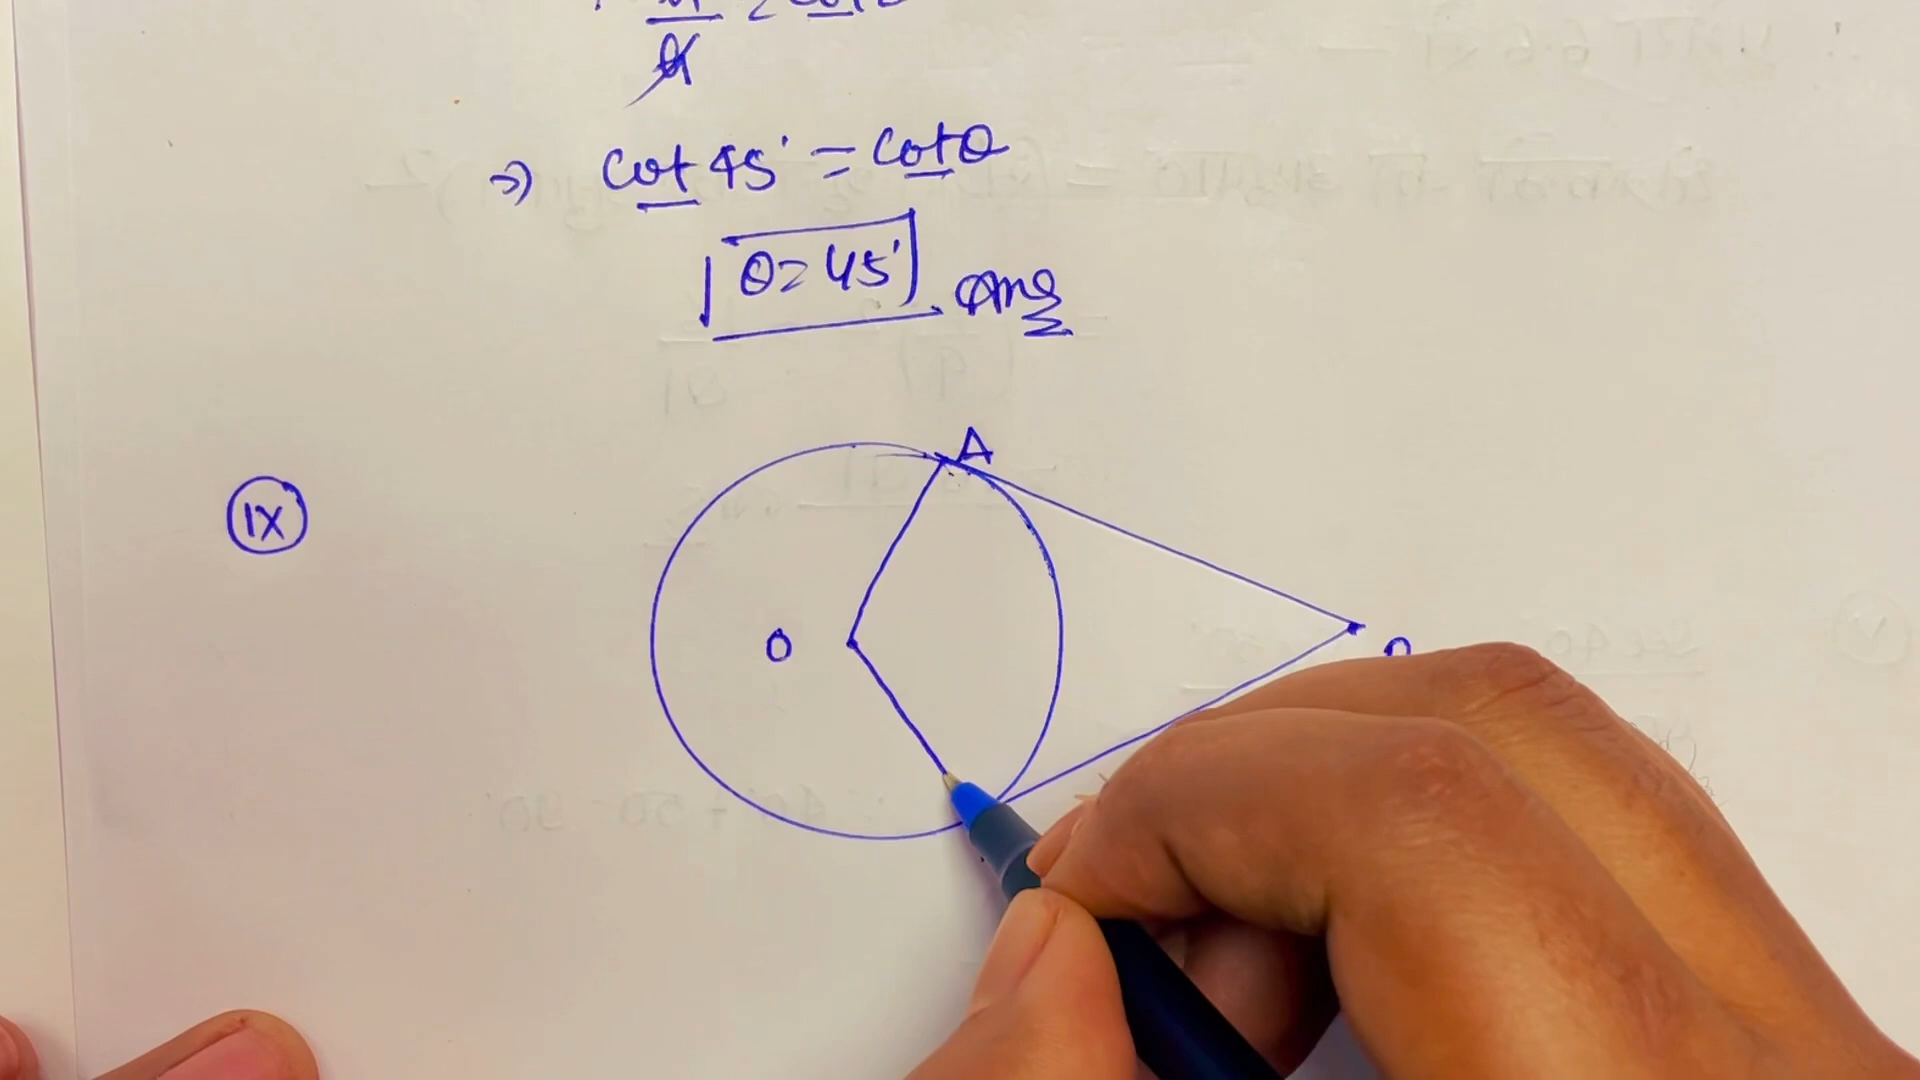 ⇒ cot 45° = cotθ
θ = 45° Ans
IX
A
O